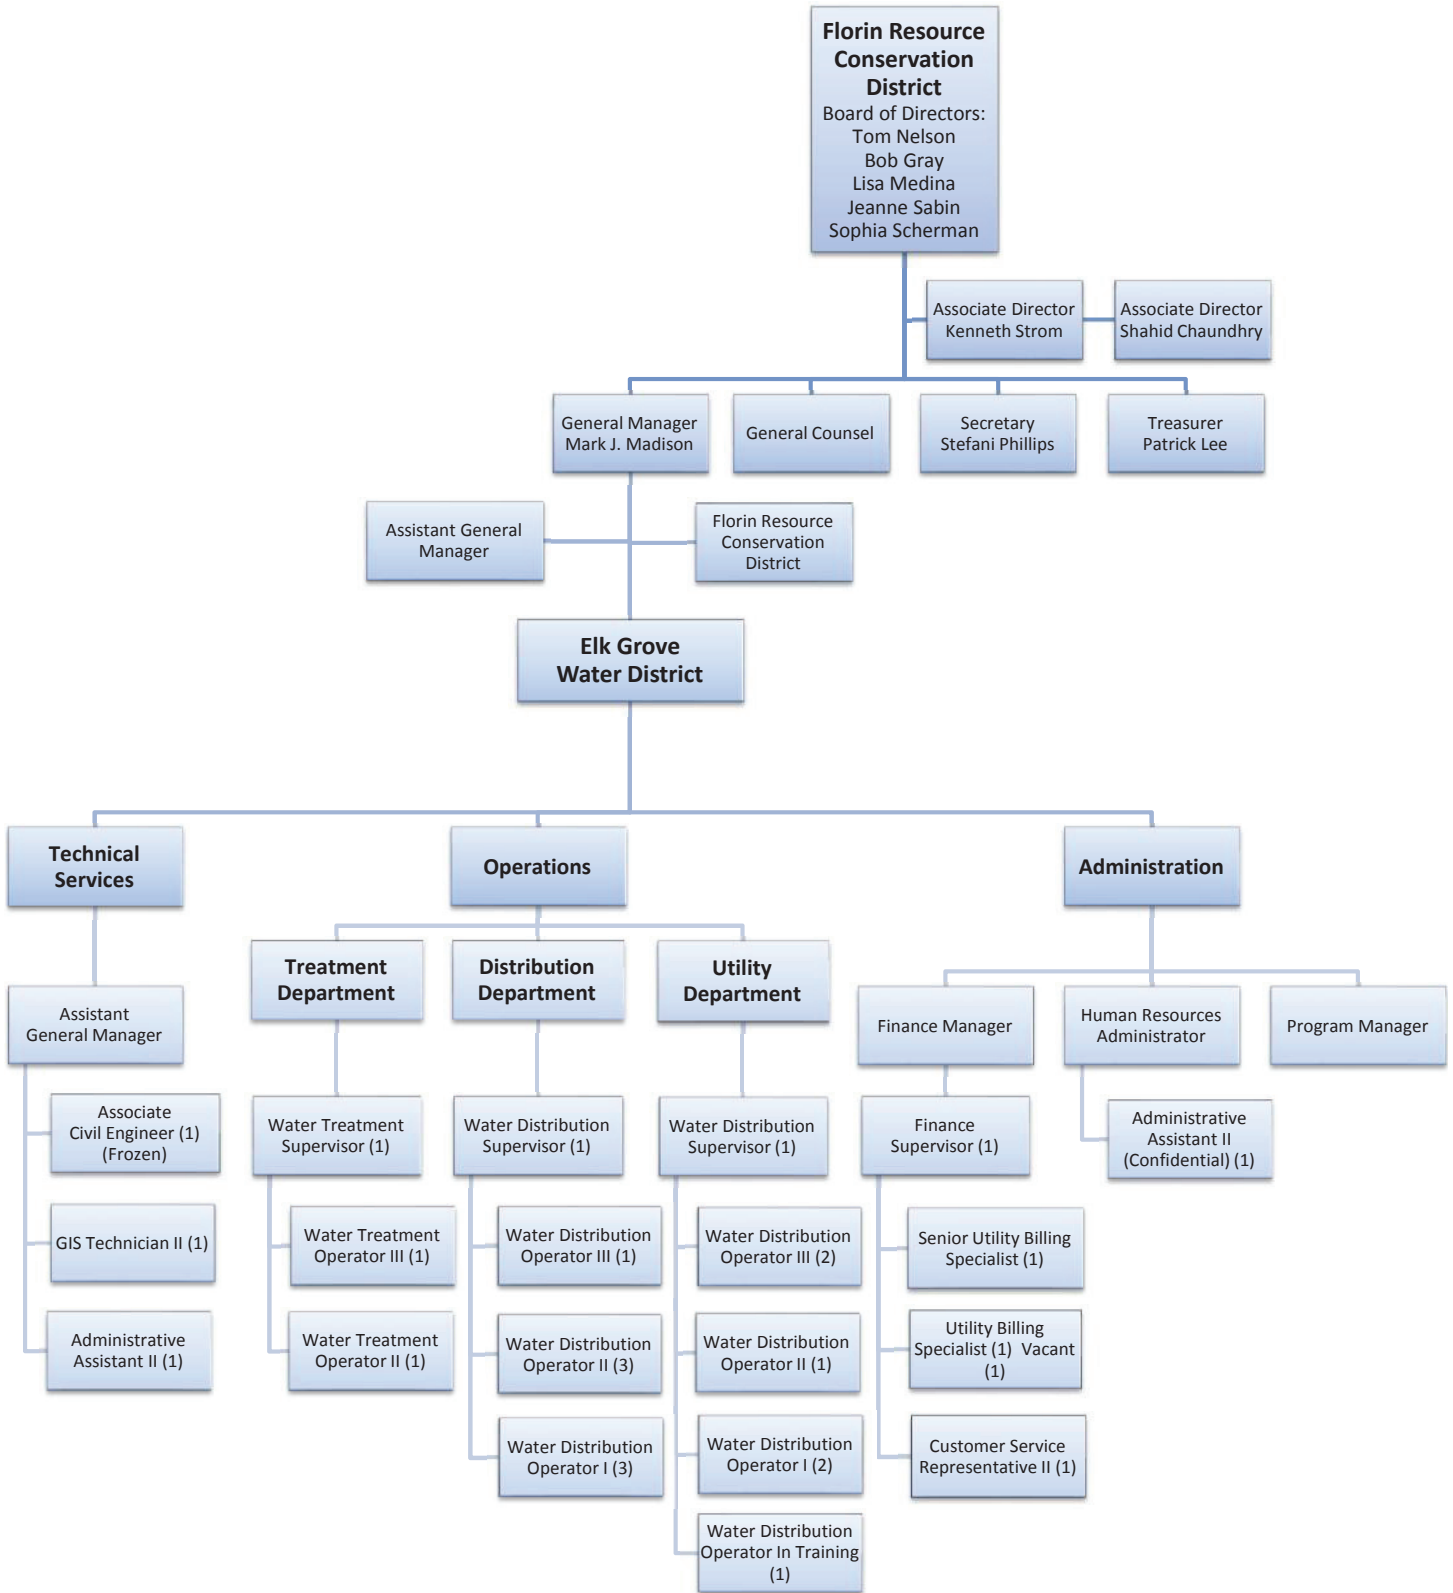 Florin Resource
Conservation
District
Board of Directors:
Tom Nelson
Bob Gray
Lisa Medina
Jeanne Sabin
Sophia Scherman
Associate Director
Kenneth Strom
Associate Director
Shahid Chaundhry
General Manager
Mark J. Madison
General Counsel
Secretary
Stefani Phillips
Treasurer
Patrick Lee
Assistant General
Manager
Florin Resource
Conservation
District
Elk Grove
Water District
Technical
Services
Operations
Administration
Assistant
General Manager
Associate
Civil Engineer (1)
(Frozen)
GIS Technician II (1)
Administrative
Assistant II (1)
Treatment
Department
Water Treatment
Supervisor (1)
Water Treatment
Operator III (1)
Water Treatment
Operator II (1)
Distribution
Department
Water Distribution
Supervisor (1)
Water Distribution
Operator III (1)
Water Distribution
Operator II (3)
Water Distribution
Operator I (3)
Utility
Department
Water Distribution
Supervisor (1)
Water Distribution
Operator III (2)
Water Distribution
Operator II (1)
Water Distribution
Operator I (2)
Water Distribution
Operator In Training
(1)
Finance Manager
Finance
Supervisor (1)
Senior Utility Billing
Specialist (1)
Utility Billing
Specialist (1) Vacant
(1)
Customer Service
Representative II (1)
Human Resources
Administrator
Administrative
Assistant II
(Confidential) (1)
Program Manager